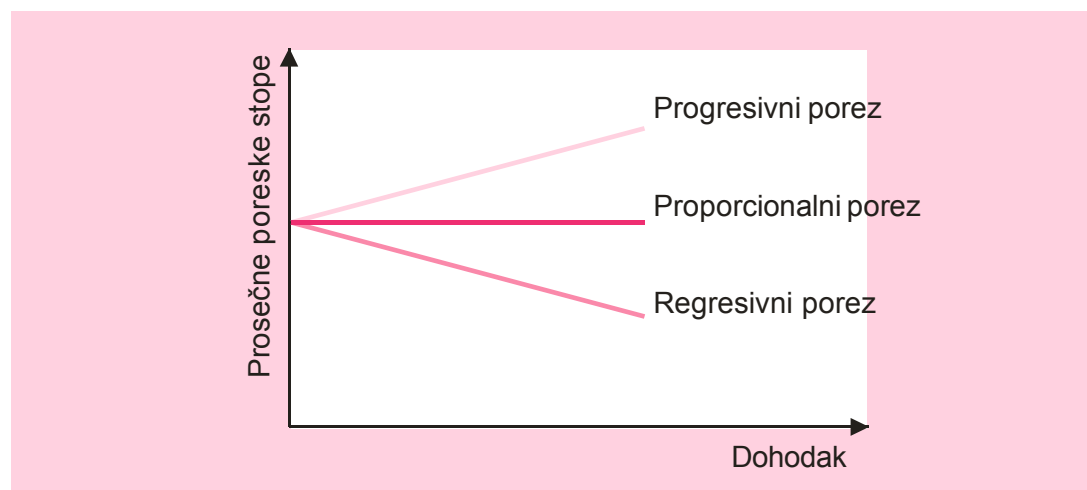 Prosečne poreske stope
Progresivni porez
Proporcionalni porez
Regresivni porez
Dohodak